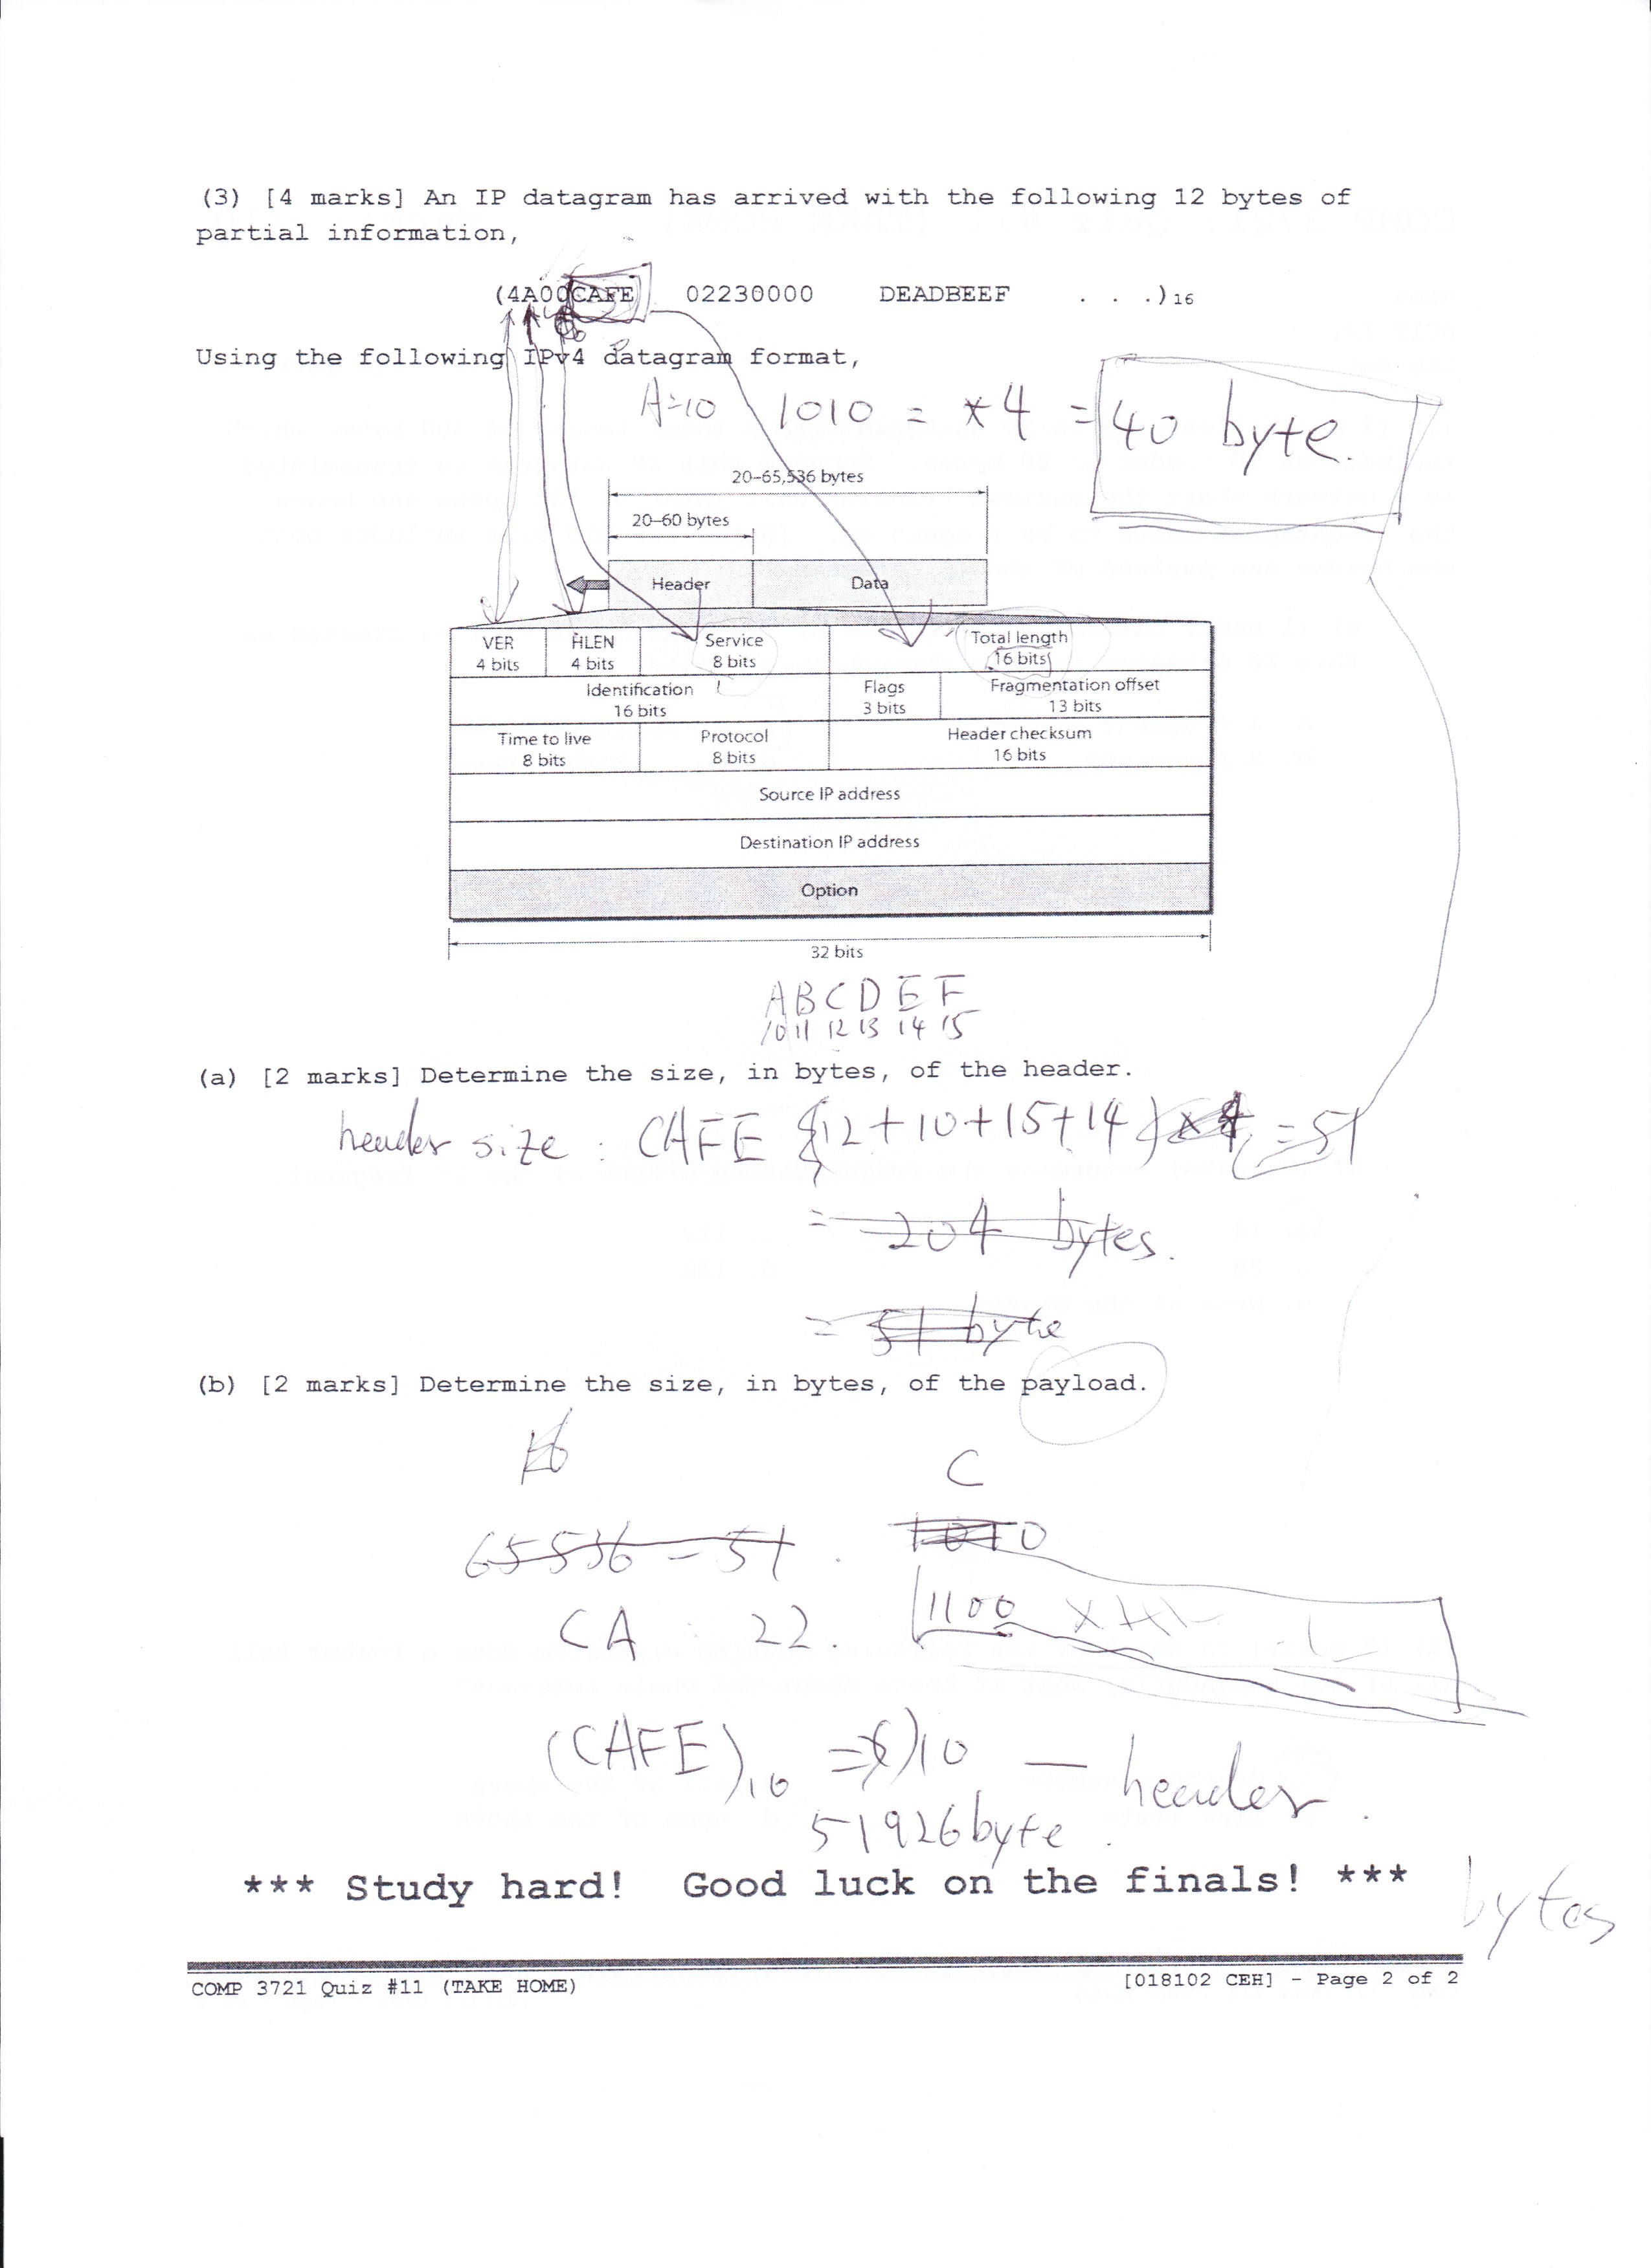 (3) [4 marks] An IP datagram has arrived with the following 12 bytes of
partial information,
(4A00CAFE 02230000 DEADBEEF . . .)16
Using the following IPv4 datagram format,
A=10 1010 = *4 = 40 byte.
20–65,536 bytes
20–60 bytes
Header Data
VER HLEN Service Total length
4 bits 4 bits 8 bits 16 bits
Identification Flags Fragmentation offset
16 bits 3 bits 13 bits
Time to live Protocol Header checksum
8 bits 8 bits 16 bits
Source IP address
Destination IP address
Option
32 bits
A B C D E F
10 11 12 13 14 15
(a) [2 marks] Determine the size, in bytes, of the header.
header size : CAFE (12+10+15+14) x4 = 51
= 204 bytes.
= 51 byte
(b) [2 marks] Determine the size, in bytes, of the payload.
C
65536 - 51 . 1010
CA : 22. 1100
(CAFE)16 = ( )10 — header.
51926 byte.
*** Study hard! Good luck on the finals! ***
bytes
COMP 3721 Quiz #11 (TAKE HOME) [018102 CEH] - Page 2 of 2